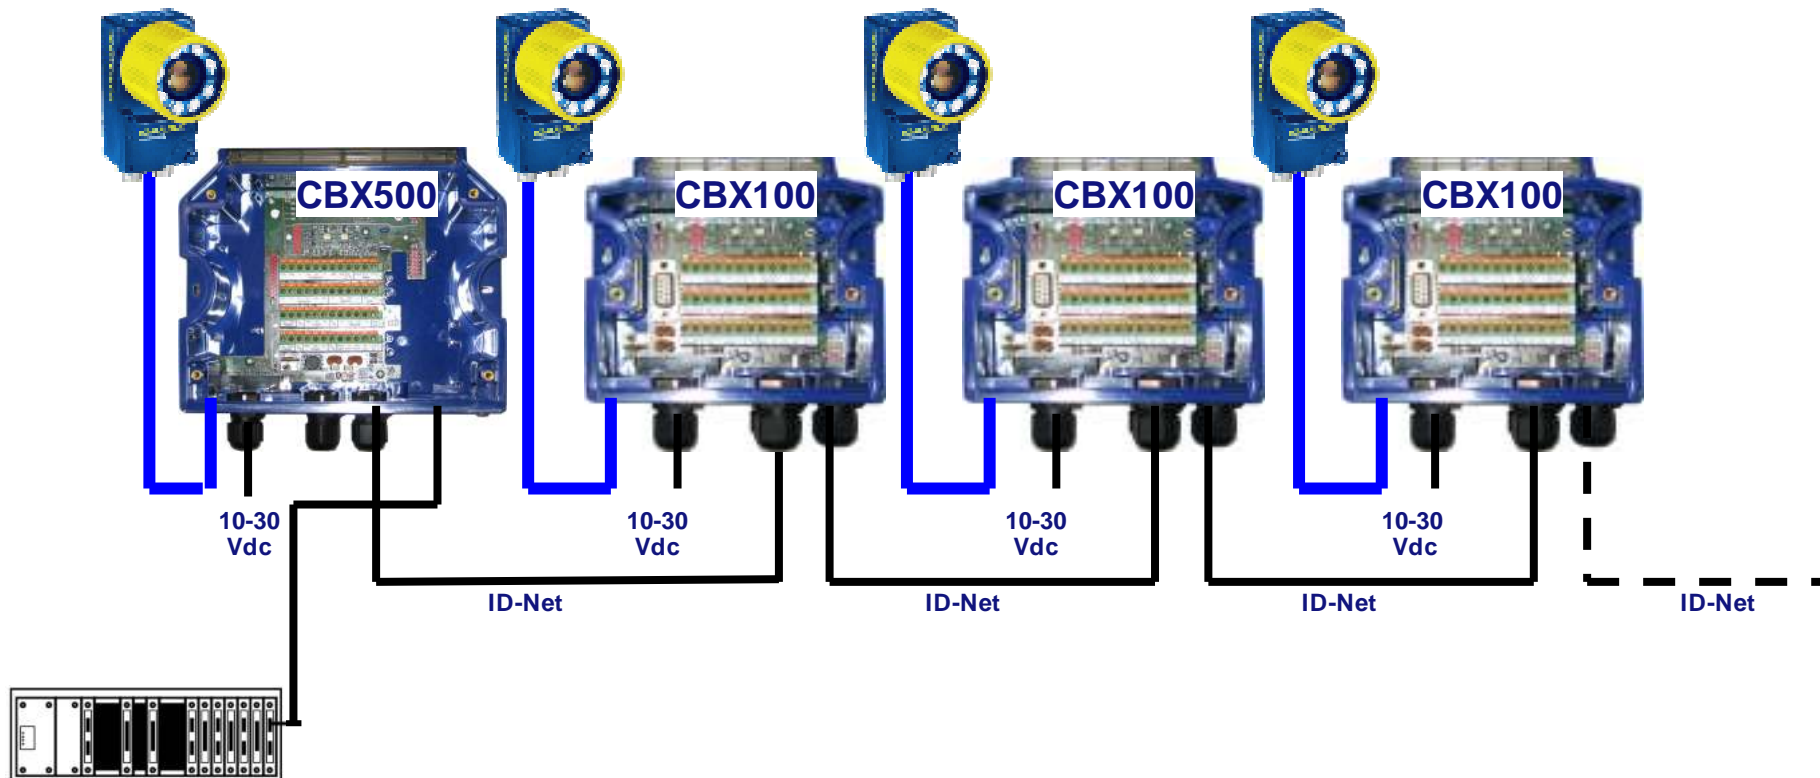 CBX500
CBX100
CBX100
CBX100
10-30
Vdc
10-30
Vdc
10-30
Vdc
10-30
Vdc
ID-Net
ID-Net
ID-Net
ID-Net